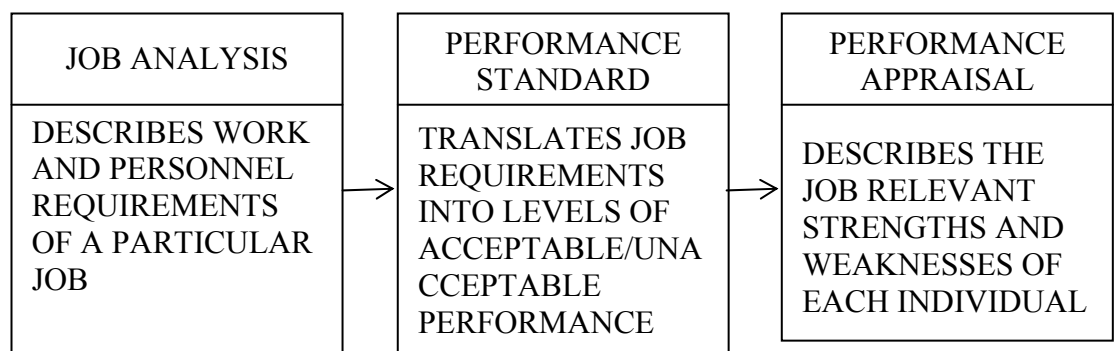 JOB ANALYSIS
DESCRIBES WORK
AND PERSONNEL
REQUIREMENTS
OF A PARTICULAR
JOB
PERFORMANCE
STANDARD
TRANSLATES JOB
REQUIREMENTS
INTO LEVELS OF
ACCEPTABLE/UNA
CCEPTABLE
PERFORMANCE
PERFORMANCE
APPRAISAL
DESCRIBES THE
JOB RELEVANT
STRENGTHS AND
WEAKNESSES OF
EACH INDIVIDUAL